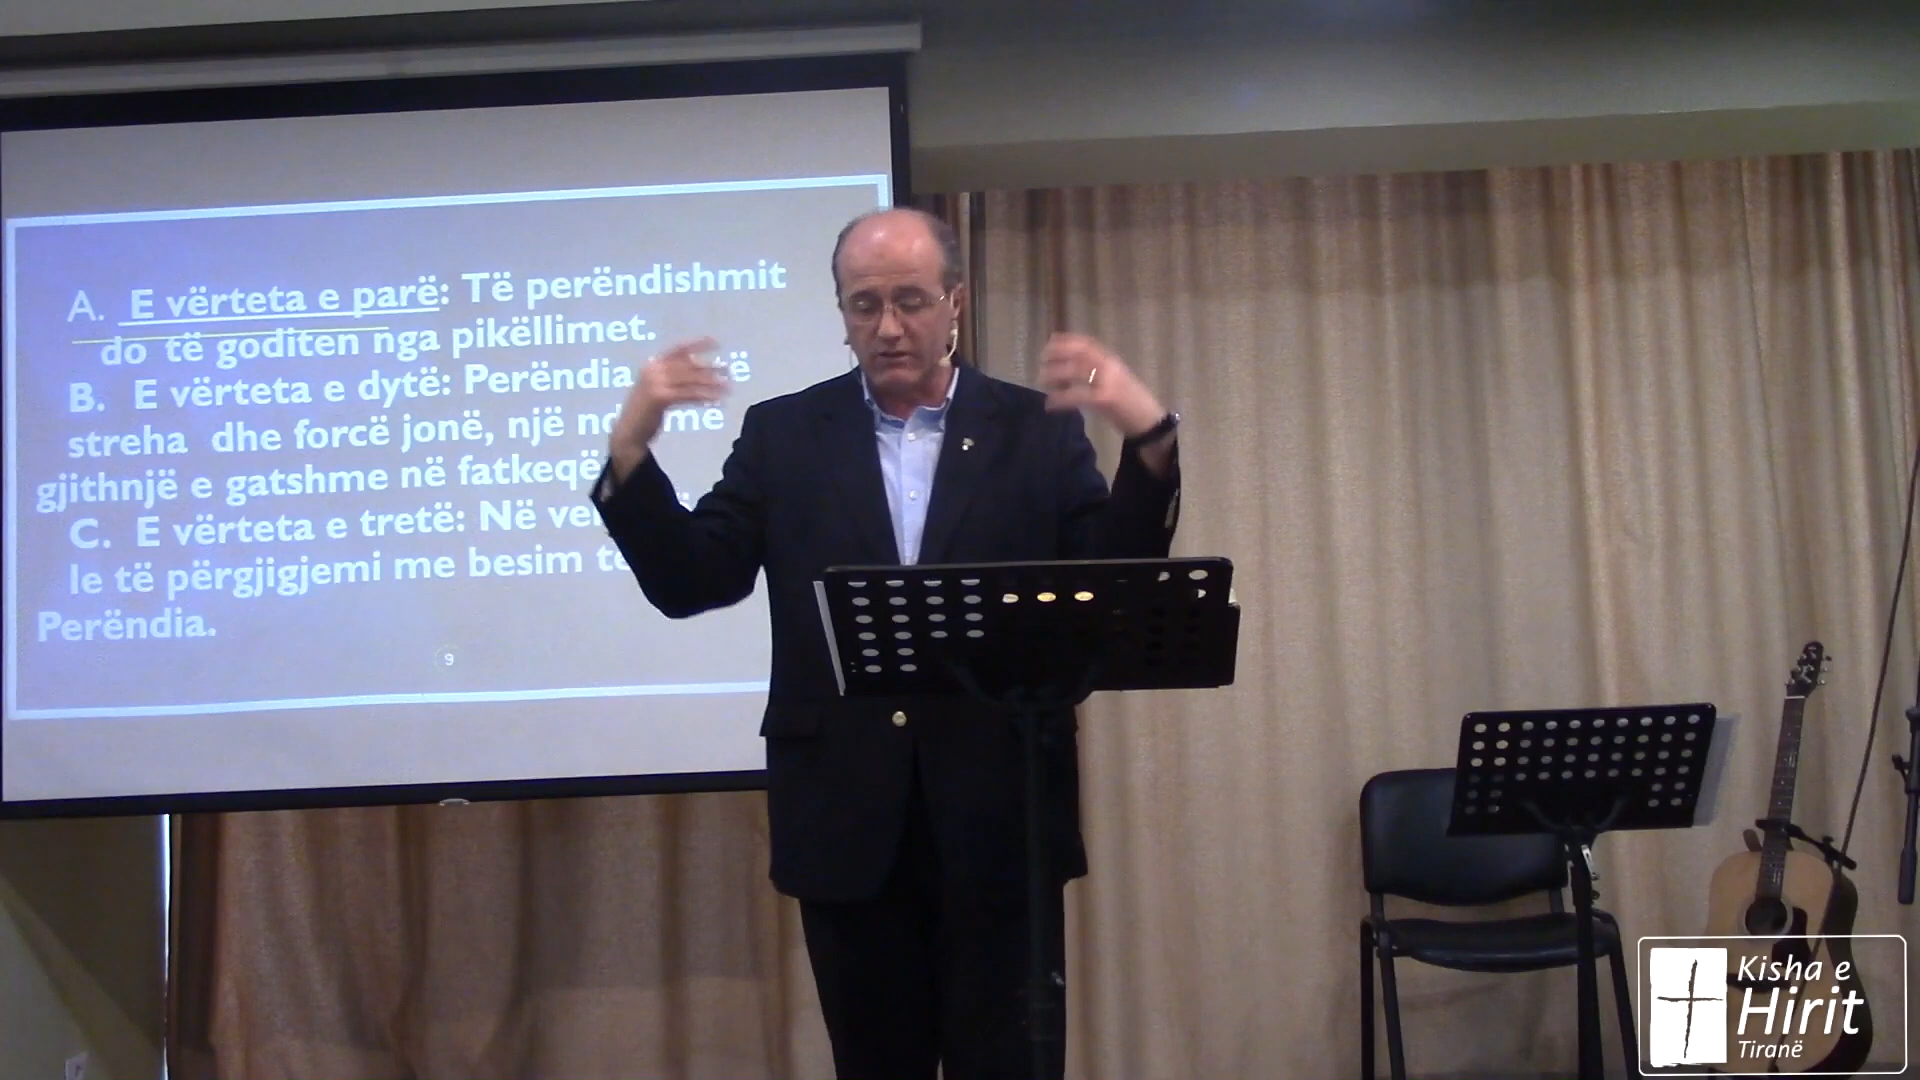 A. E vërteta e parë: Të perëndishmit
do të goditen nga pikëllimet.
B. E vërteta e dytë: Perëndia
streha dhe forcë jonë, një
gjithnjë e gatshme në
C. E vërteta e tretë: Në
le të përgjigjemi me besim
Perëndia.
9
Kisha e
Hirit
Tiranë